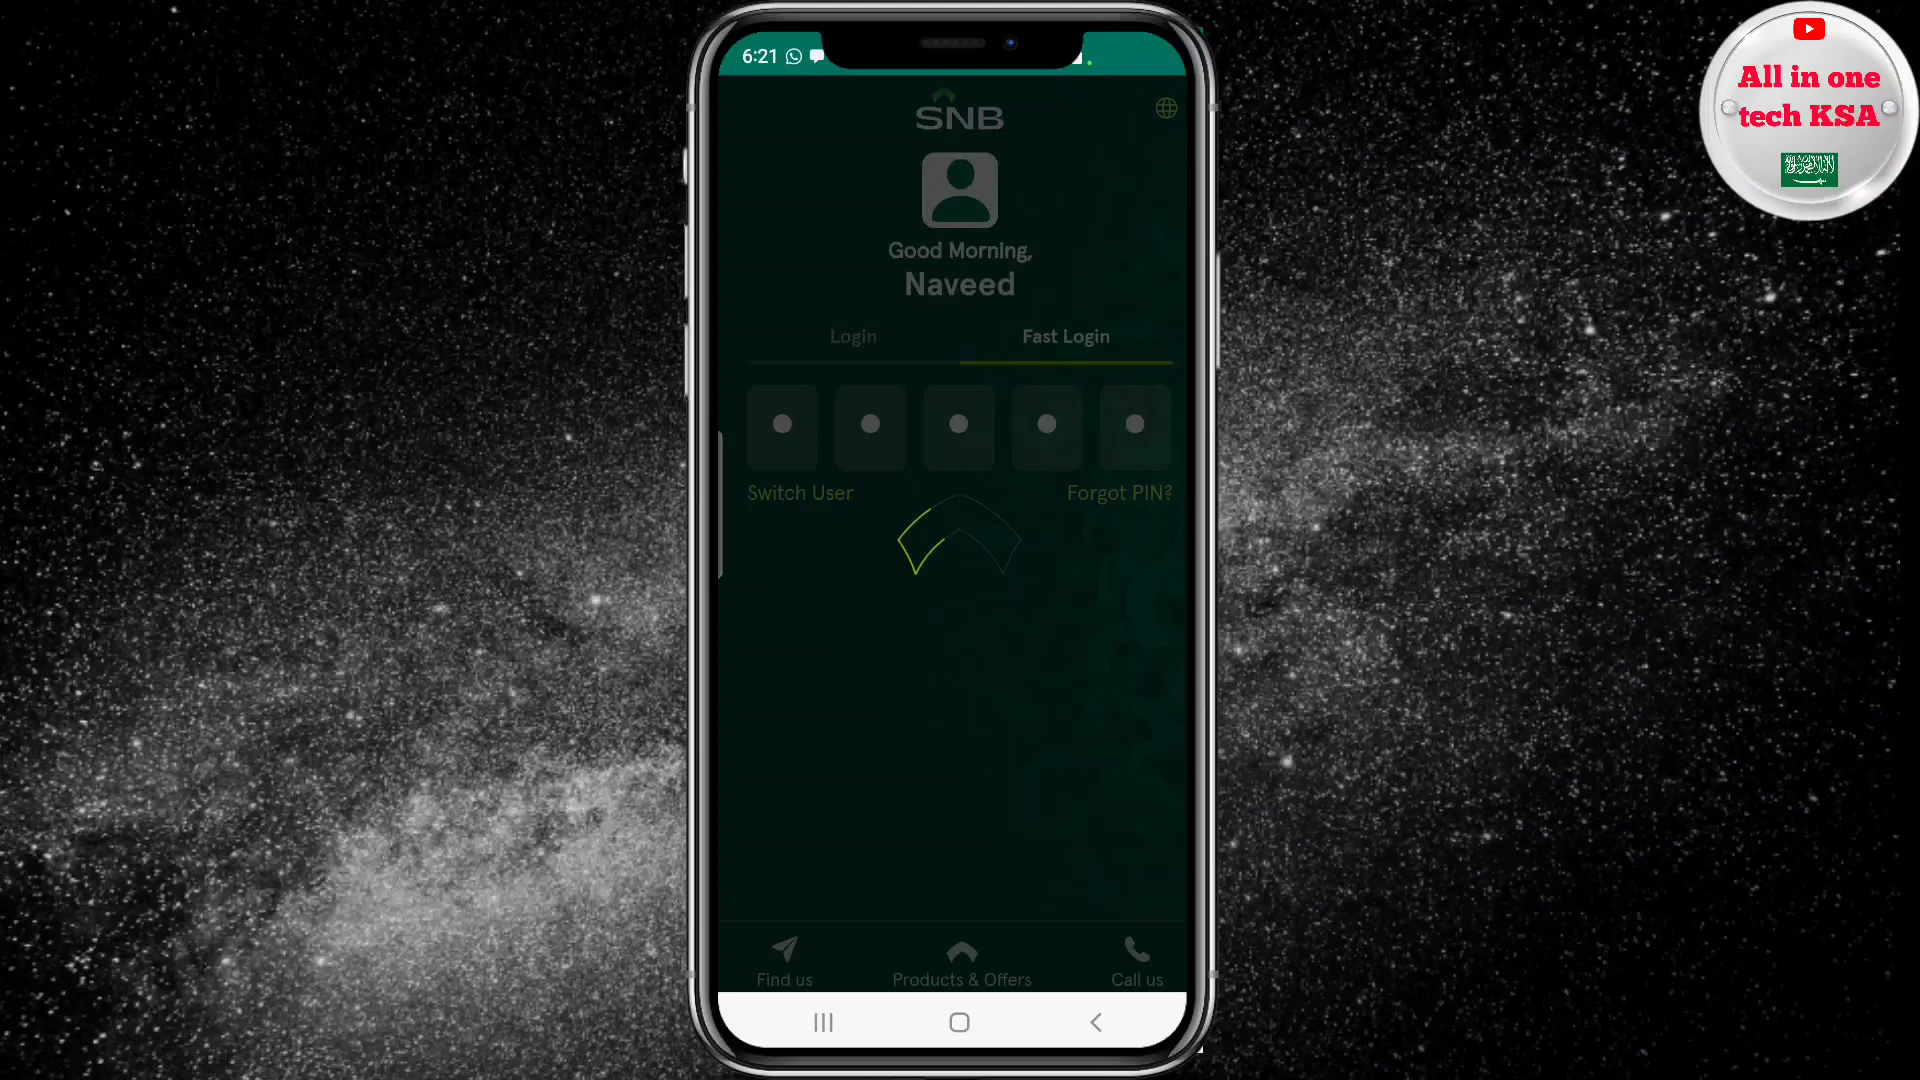 6:21
SNB
Good Morning,
Naveed
Login
Fast Login
Switch User
Forgot PIN?
Find us
Products & Offers
Call us
All in one
tech KSA